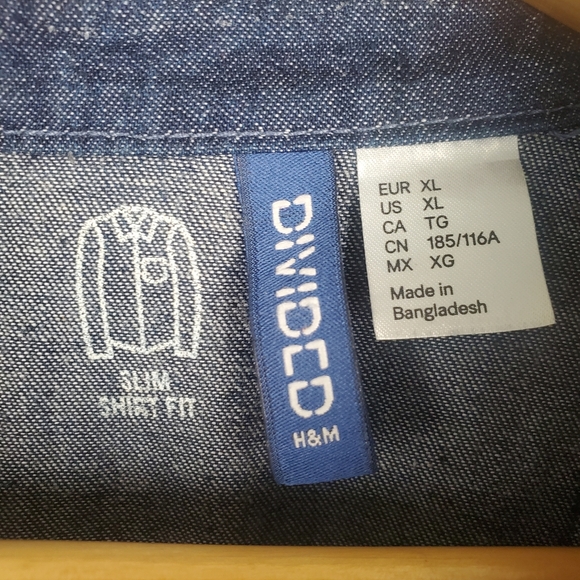 SLIM
SHIRT FIT
DIVIDED
H&M
EUR XL
US XL
CA TG
CN 185/116A
MX XG
Made in
Bangladesh